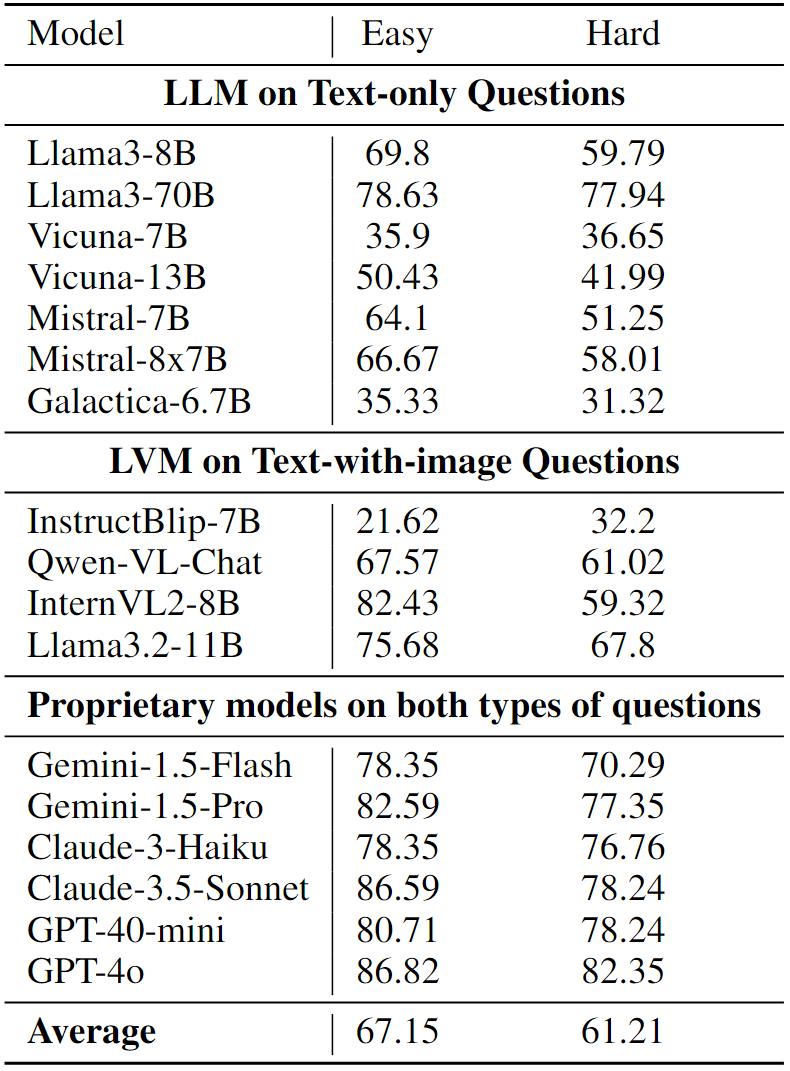 Model Easy Hard
LLM on Text-only Questions
Llama3-8B 69.8 59.79
Llama3-70B 78.63 77.94
Vicuna-7B 35.9 36.65
Vicuna-13B 50.43 41.99
Mistral-7B 64.1 51.25
Mistral-8x7B 66.67 58.01
Galactica-6.7B 35.33 31.32
LVM on Text-with-image Questions
InstructBlip-7B 21.62 32.2
Qwen-VL-Chat 67.57 61.02
InternVL2-8B 82.43 59.32
Llama3.2-11B 75.68 67.8
Proprietary models on both types of questions
Gemini-1.5-Flash 78.35 70.29
Gemini-1.5-Pro 82.59 77.35
Claude-3-Haiku 78.35 76.76
Claude-3.5-Sonnet 86.59 78.24
GPT-40-mini 80.71 78.24
GPT-4o 86.82 82.35
Average 67.15 61.21